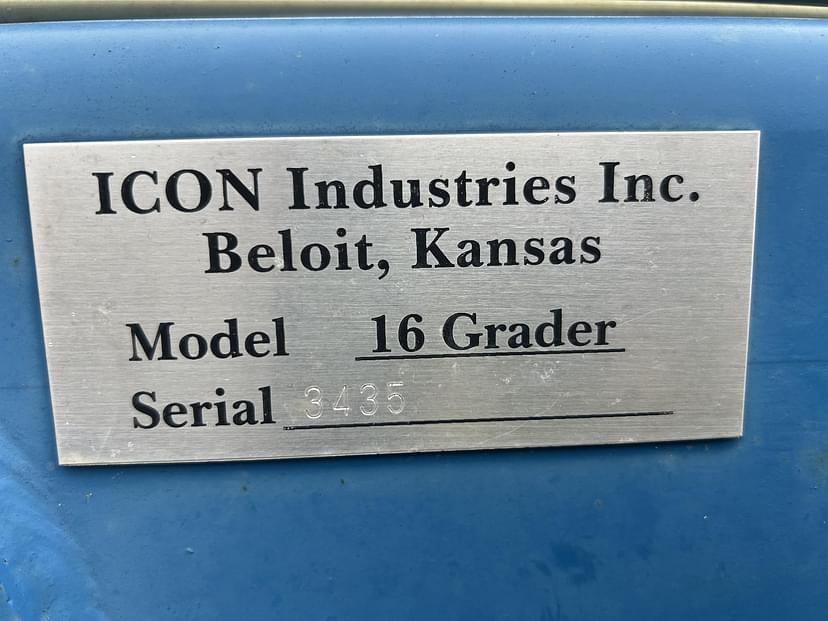 ICON Industries Inc.
Beloit, Kansas
Model 16 Grader
Serial 3435